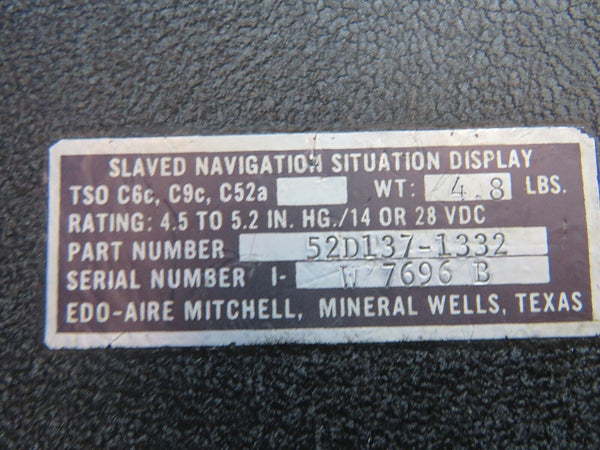 SLAVED NAVIGATION SITUATION DISPLAY
TSO C6c, C9c, C52a WT: 4.8 LBS.
RATING: 4.5 TO 5.2 IN. HG./14 OR 28 VDC
PART NUMBER 52D137-1332
SERIAL NUMBER I- W 7696 B
EDO-AIRE MITCHELL, MINERAL WELLS, TEXAS